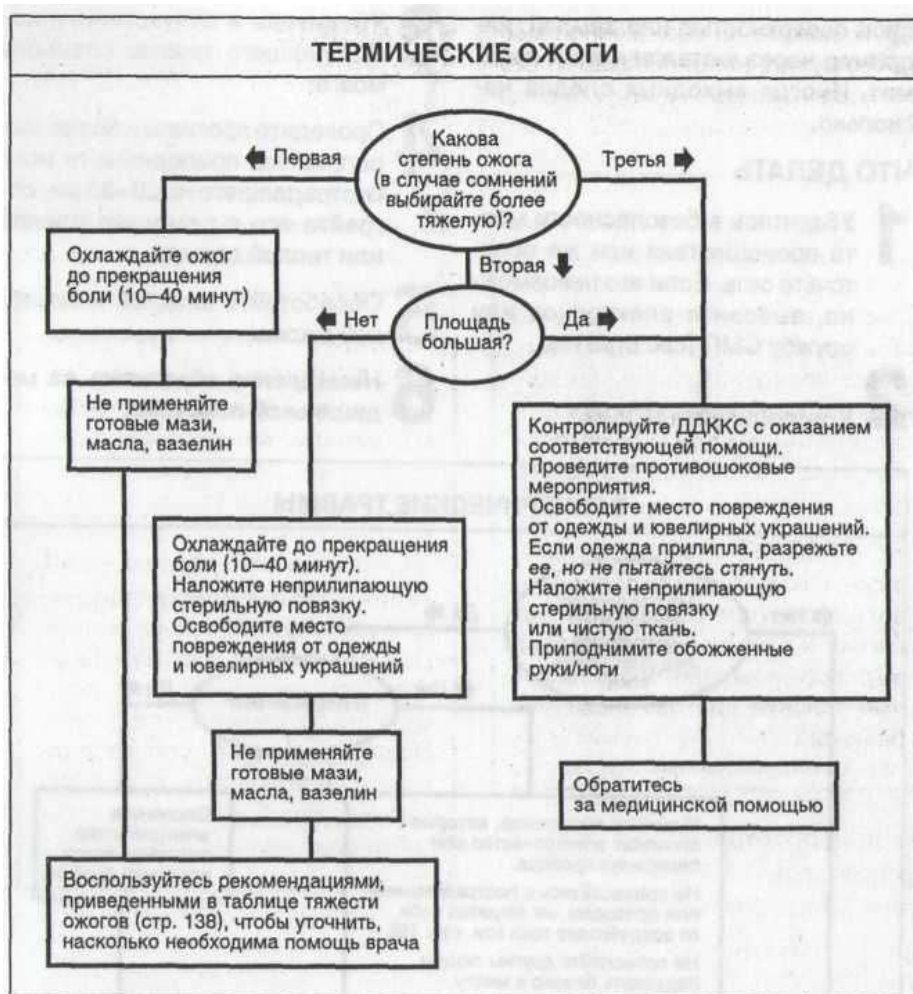 ТЕРМИЧЕСКИЕ ОЖОГИ
Какова
степень ожога
(в случае сомнений
выбирайте более
тяжелую)?
Первая
Третья
Вторая
Охлаждайте ожог
до прекращения
боли (10–40 минут)
Нет
Площадь
большая?
Да
Не применяйте
готовые мази,
масла, вазелин
Контролируйте ДДККС с оказанием
соответствующей помощи.
Проведите противошоковые
мероприятия.
Освободите место повреждения
от одежды и ювелирных украшений.
Если одежда прилипла, разрежьте
ее, но не пытайтесь стянуть.
Наложите неприлипающую
стерильную повязку
или чистую ткань.
Приподнимите обожженные
руки/ноги
Охлаждайте до прекращения
боли (10–40 минут).
Наложите неприлипающую
стерильную повязку.
Освободите место
повреждения от одежды
и ювелирных украшений
Не применяйте
готовые мази,
масла, вазелин
Обратитесь
за медицинской помощью
Воспользуйтесь рекомендациями,
приведенными в таблице тяжести
ожогов (стр. 138), чтобы уточнить,
насколько необходима помощь врача